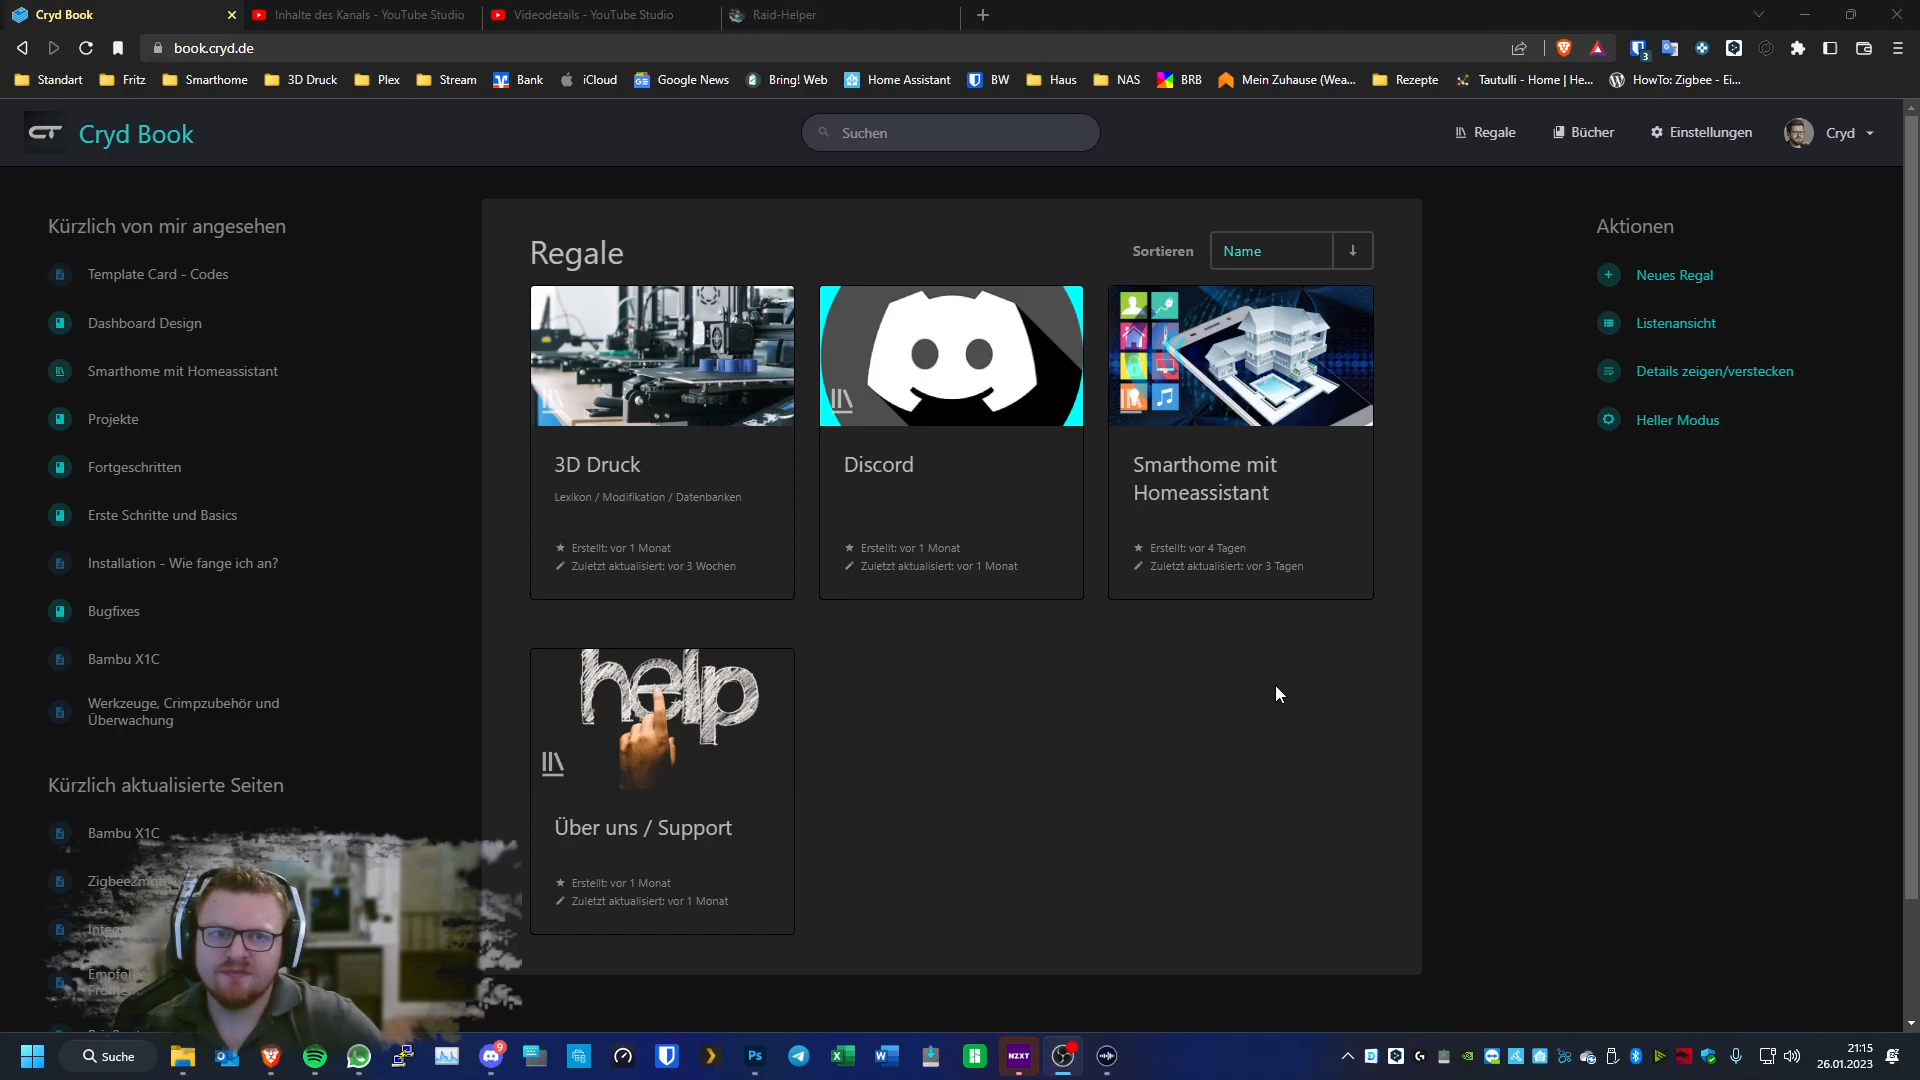 Cryd Book
Inhalte des Kanals - YouTube Studio
Videodetails - YouTube Studio
Raid-Helper
book.cryd.de
3
Standart
Fritz
Smarthome
3D Druck
Plex
Stream
Bank
iCloud
Google News
Bring! Web
Home Assistant
BW
Haus
NAS
BRB
Mein Zuhause (Wea...
Rezepte
Tautulli - Home | He...
HowTo: Zigbee - Ei...
CT
Cryd Book
Suchen
Regale
Bücher
Einstellungen
Cryd
Kürzlich von mir angesehen
Template Card - Codes
Dashboard Design
Smarthome mit Homeassistant
Projekte
Fortgeschritten
Erste Schritte und Basics
Installation - Wie fange ich an?
Bugfixes
Bambu X1C
Werkzeuge, Crimpzubehör und
Überwachung
Kürzlich aktualisierte Seiten
Bambu X1C
Regale
Sortieren
Name
3D Druck
Lexikon / Modifikation / Datenbanken
Erstellt: vor 1 Monat
Zuletzt aktualisiert: vor 3 Wochen
Discord
Erstellt: vor 1 Monat
Zuletzt aktualisiert: vor 1 Monat
Smarthome mit
Homeassistant
Erstellt: vor 4 Tagen
Zuletzt aktualisiert: vor 3 Tagen
help
Über uns / Support
Erstellt: vor 1 Monat
Zuletzt aktualisiert: vor 1 Monat
Aktionen
Neues Regal
Listenansicht
Details zeigen/verstecken
Heller Modus
Suche
9
Ps
NZXT
21:15
26.01.2023